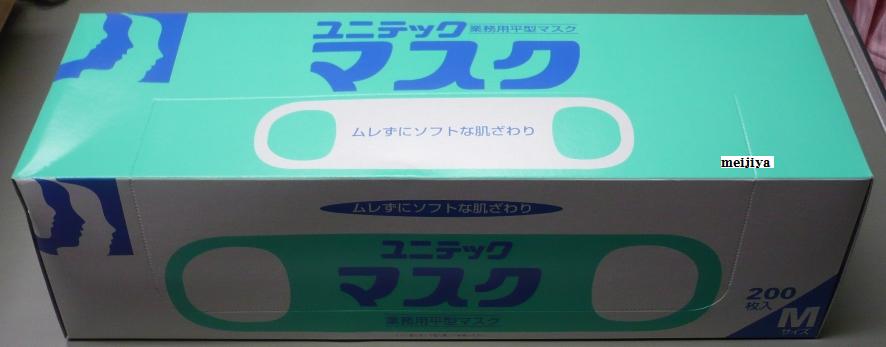 ユニテック 業務用平型マスク
マスク
ムレずにソフトな肌ざわり
meijiya
ムレずにソフトな肌ざわり
ユニテック
マスク
業務用平型マスク
200
枚入
M
サイズ